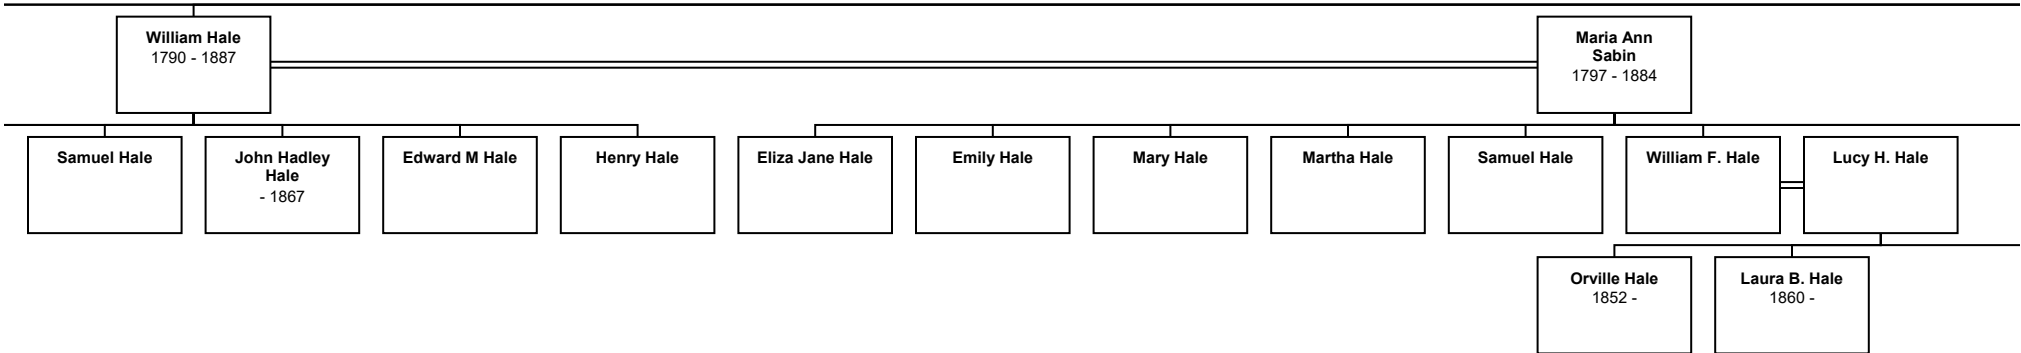 William Hale
1790 - 1887
Maria Ann
Sabin
1797 - 1884
Samuel Hale
John Hadley
Hale
- 1867
Edward M Hale
Henry Hale
Eliza Jane Hale
Emily Hale
Mary Hale
Martha Hale
Samuel Hale
William F. Hale
Lucy H. Hale
Orville Hale
1852 -
Laura B. Hale
1860 -